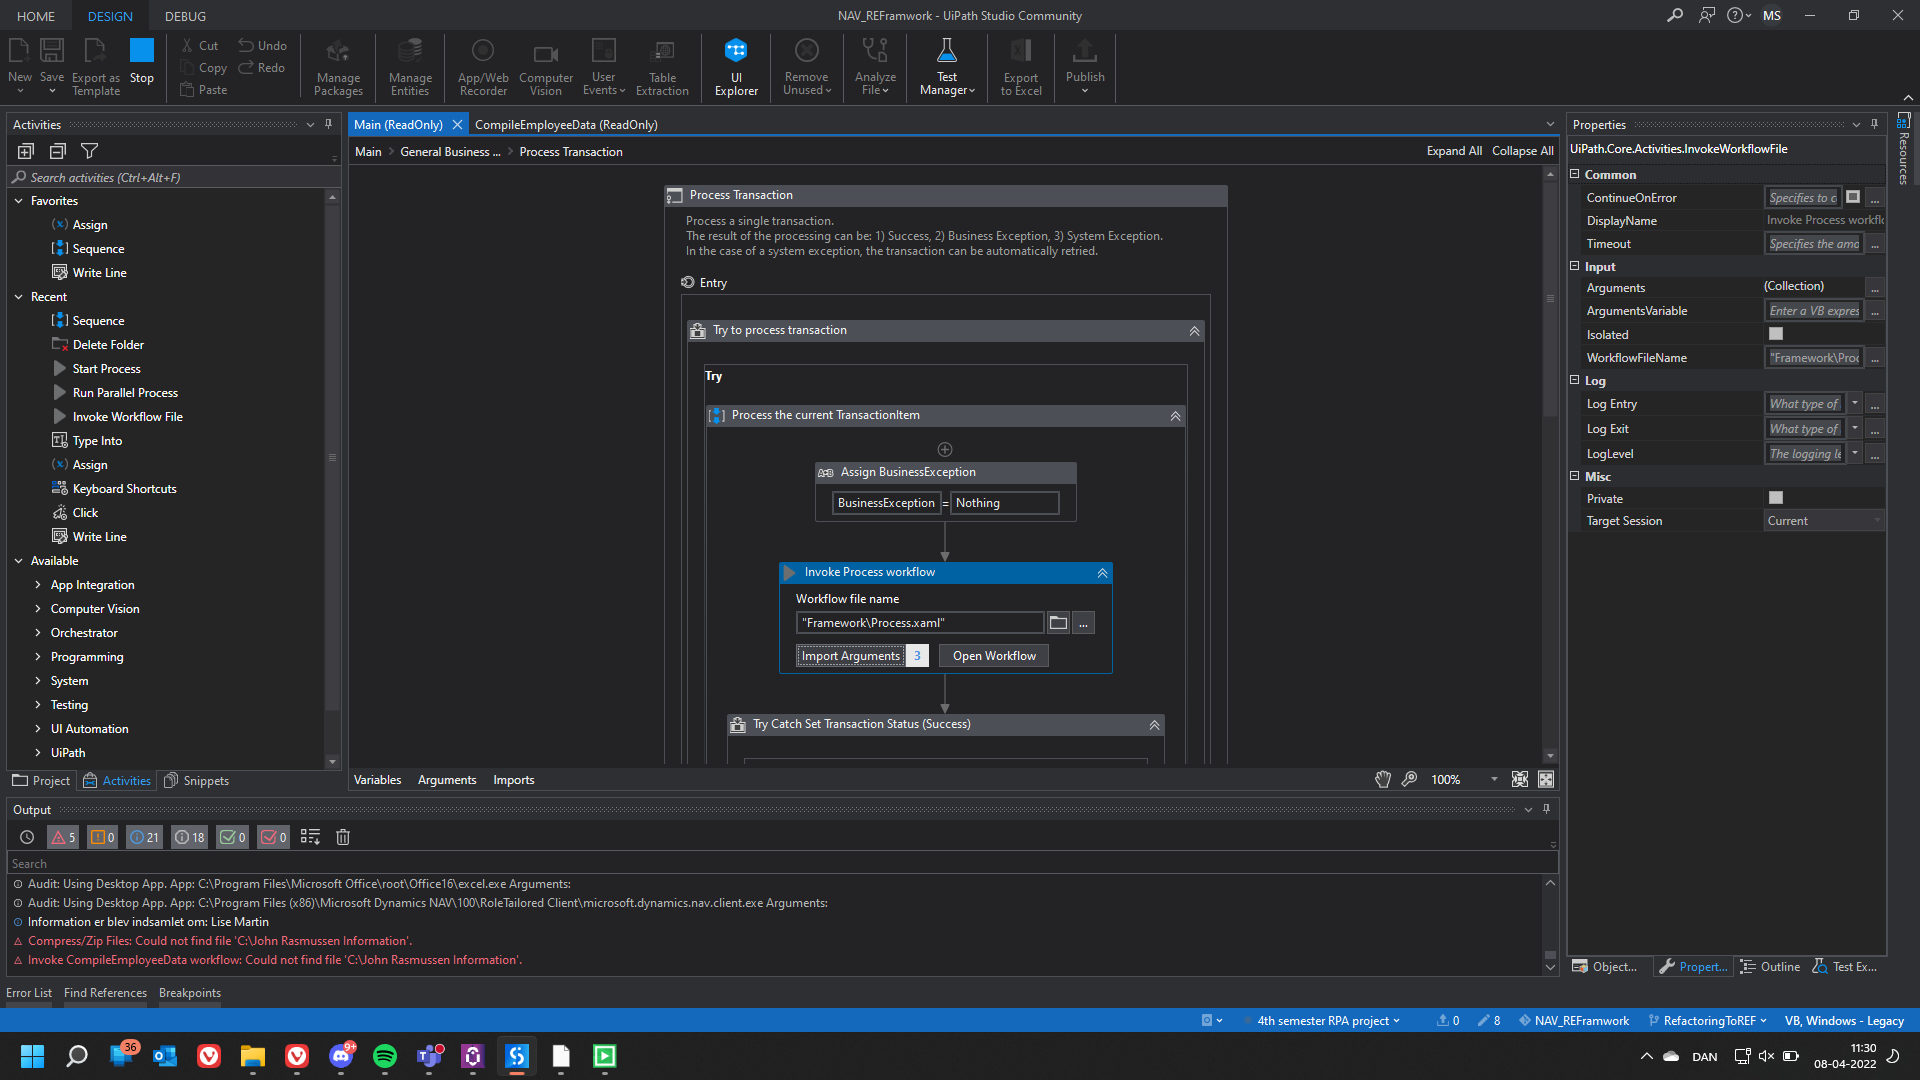 HOME
DESIGN
DEBUG
NAV_REFramwork - UiPath Studio Community
MS
New
Save
Export as Template
Stop
Cut
Copy
Paste
Undo
Redo
Manage Packages
Manage Entities
App/Web Recorder
Computer Vision
User Events
Table Extraction
UI Explorer
Remove Unused
Analyze File
Test Manager
Export to Excel
Publish
Activities
Search activities (Ctrl+Alt+F)
Favorites
Assign
Sequence
Write Line
Recent
Sequence
Delete Folder
Start Process
Run Parallel Process
Invoke Workflow File
Type Into
Assign
Keyboard Shortcuts
Click
Write Line
Available
App Integration
Computer Vision
Orchestrator
Programming
System
Testing
UI Automation
UiPath
Project
Activities
Snippets
Main (ReadOnly)
CompileEmployeeData (ReadOnly)
Main > General Business ... > Process Transaction
Expand All
Collapse All
Process Transaction
Process a single transaction.
The result of the processing can be: 1) Success, 2) Business Exception, 3) System Exception.
In the case of a system exception, the transaction can be automatically retried.
Entry
Try to process transaction
Try
Process the current TransactionItem
A•B Assign BusinessException
BusinessException = Nothing
Invoke Process workflow
Workflow file name
"Framework\Process.xaml"
...
Import Arguments 3
Open Workflow
Try Catch Set Transaction Status (Success)
Variables
Arguments
Imports
100%
Properties
UiPath.Core.Activities.InvokeWorkflowFile
Common
ContinueOnError Specifies to c ...
DisplayName Invoke Process workfl
Timeout Specifies the amo ...
Input
Arguments (Collection) ...
ArgumentsVariable Enter a VB expres ...
Isolated
WorkflowFileName "Framework\Proc ...
Log
Log Entry What type of ...
Log Exit What type of ...
LogLevel The logging le ...
Misc
Private
Target Session Current
Resources
Object...
Propert...
Outline
Test Ex...
Output
5
0
21
18
0
0
Search
Audit: Using Desktop App. App: C:\Program Files\Microsoft Office\root\Office16\excel.exe Arguments:
Audit: Using Desktop App. App: C:\Program Files (x86)\Microsoft Dynamics NAV\100\RoleTailored Client\microsoft.dynamics.nav.client.exe Arguments:
Information er blev indsamlet om: Lise Martin
Compress/Zip Files: Could not find file 'C:\John Rasmussen Information'.
Invoke CompileEmployeeData workflow: Could not find file 'C:\John Rasmussen Information'.
Error List
Find References
Breakpoints
4th semester RPA project
0
8
NAV_REFramwork
RefactoringToREF
VB, Windows - Legacy
36
9+
DAN
11:30
08-04-2022